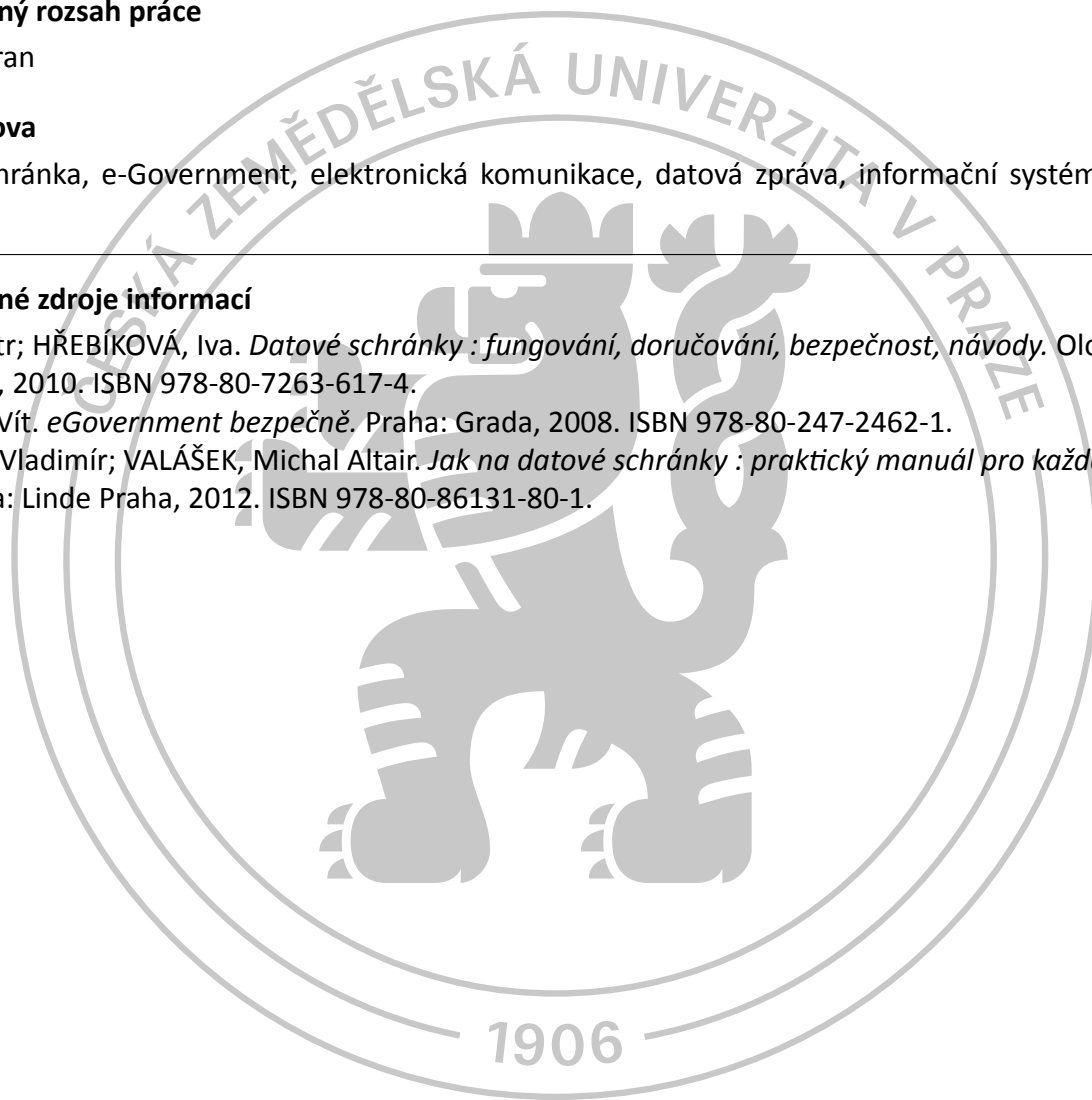 ný rozsah práce
ran
ova
hránka, e-Government, elektronická komunikace, datová zpráva, informační systém
né zdroje informací
tr; HŘEBÍKOVÁ, Iva. Datové schránky : fungování, doručování, bezpečnost, návody. Olo
, 2010. ISBN 978-80-7263-617-4.
Vít. eGovernment bezpečně. Praha: Grada, 2008. ISBN 978-80-247-2462-1.
Vladimír; VALÁŠEK, Michal Altair. Jak na datové schránky : praktický manuál pro každé
a: Linde Praha, 2012. ISBN 978-80-86131-80-1.
ČESKÁ ZEMĚDĚLSKÁ UNIVERZITA V PRAZE
1906